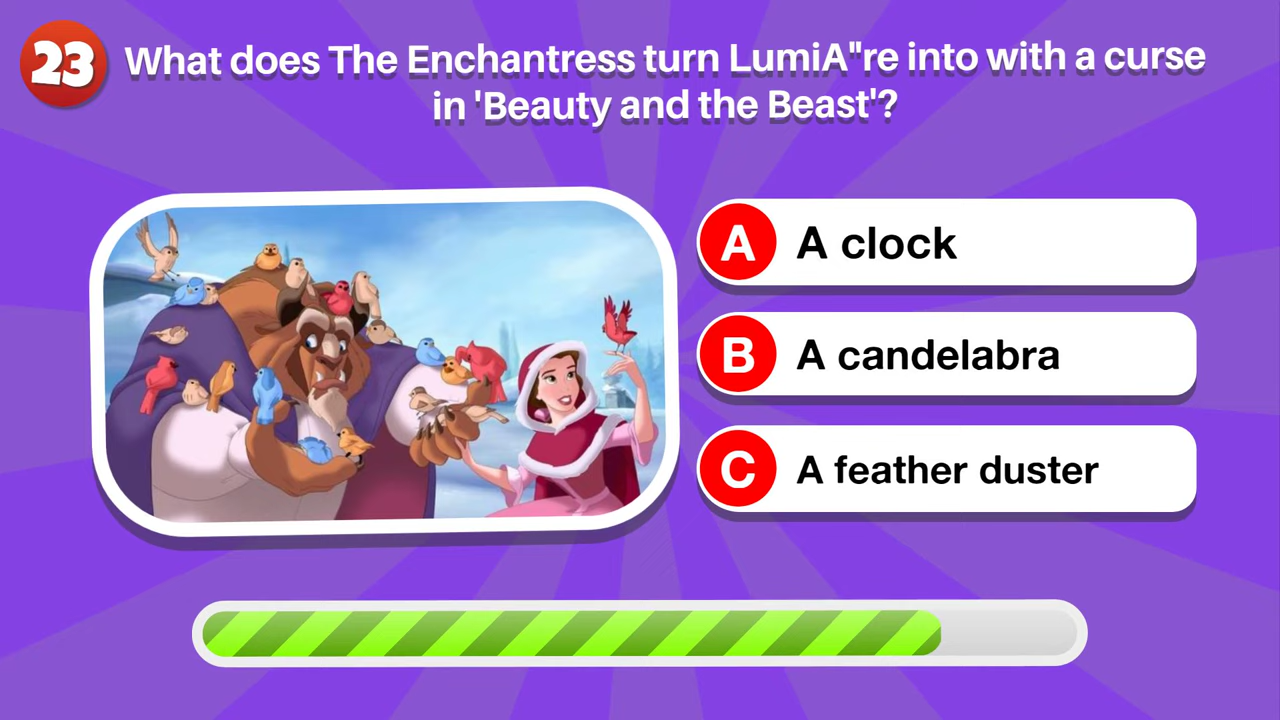 23
What does The Enchantress turn LumiA"re into with a curse
in 'Beauty and the Beast'?
A A clock
B A candelabra
C A feather duster